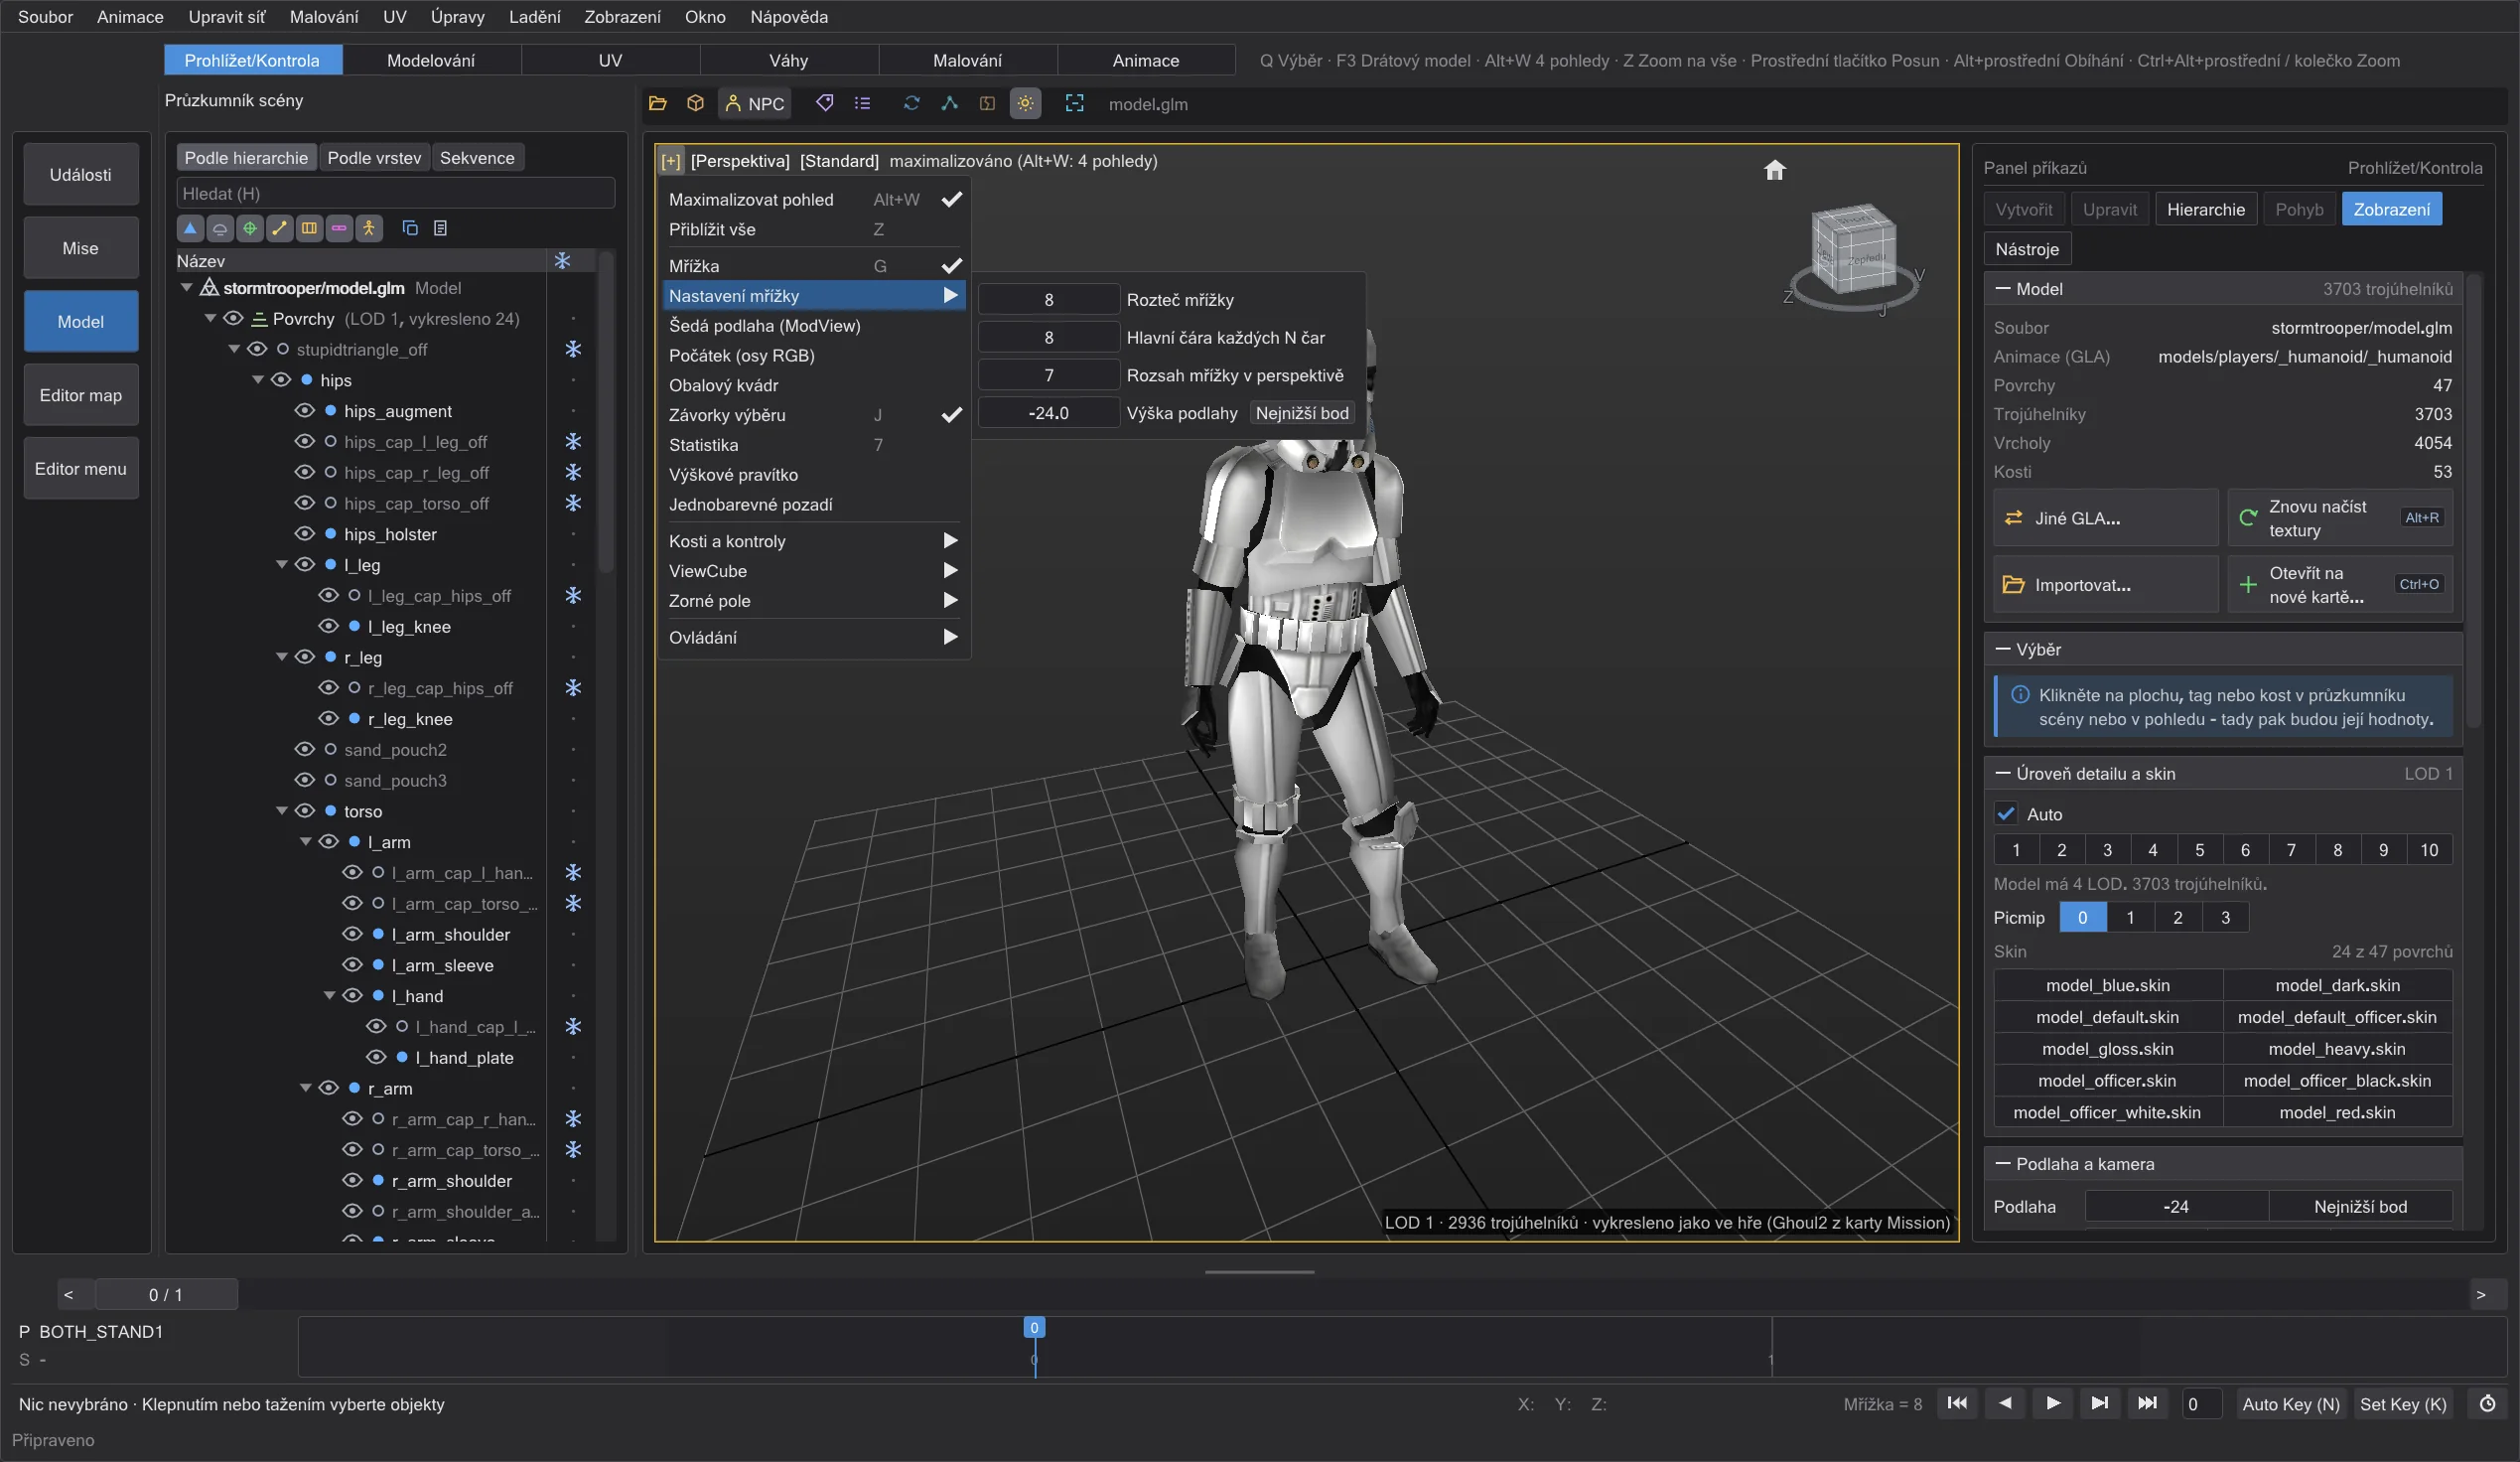 Soubor Animace Upravit síť Malování UV Úpravy Ladění Zobrazení Okno Nápověda
Prohlížet/Kontrola Modelování UV Váhy Malování Animace Q Výběr · F3 Drátový model · Alt+W 4 pohledy · Z Zoom na vše · Prostřední tlačítko Posun · Alt+prostřední Obíhání · Ctrl+Alt+prostřední / kolečko Zoom
Průzkumník scény
NPC model.glm
Události
Mise
Model
Editor map
Editor menu
Podle hierarchie Podle vrstev Sekvence
Hledat (H)
Název
stormtrooper/model.glm Model
Povrchy (LOD 1, vykresleno 24)
stupidtriangle_off
hips
hips_augment
hips_cap_l_leg_off
hips_cap_r_leg_off
hips_cap_torso_off
hips_holster
l_leg
l_leg_cap_hips_off
l_leg_knee
r_leg
r_leg_cap_hips_off
r_leg_knee
sand_pouch2
sand_pouch3
torso
l_arm
l_arm_cap_l_han...
l_arm_cap_torso_...
l_arm_shoulder
l_arm_sleeve
l_hand
l_hand_cap_l_...
l_hand_plate
r_arm
r_arm_cap_r_han...
r_arm_cap_torso_...
r_arm_shoulder
r_arm_shoulder_a...
r_arm_sleeve
[+] [Perspektiva] [Standard] maximalizováno (Alt+W: 4 pohledy)
Maximalizovat pohled Alt+W
Přiblížit vše Z
Mřížka G
Nastavení mřížky
Šedá podlaha (ModView)
Počátek (osy RGB)
Obalový kvádr
Závorky výběru J
Statistika 7
Výškové pravítko
Jednobarevné pozadí
Kosti a kontroly
ViewCube
Zorné pole
Ovládání
8 Rozteč mřížky
8 Hlavní čára každých N čar
7 Rozsah mřížky v perspektivě
-24.0 Výška podlahy Nejnižší bod
Zepředu
Z V J
LOD 1 · 2936 trojúhelníků · vykresleno jako ve hře (Ghoul2 z karty Mission)
Panel příkazů Prohlížet/Kontrola
Vytvořit Upravit Hierarchie Pohyb Zobrazení
Nástroje
Model 3703 trojúhelníků
Soubor stormtrooper/model.glm
Animace (GLA) models/players/_humanoid/_humanoid
Povrchy 47
Trojúhelníky 3703
Vrcholy 4054
Kosti 53
Jiné GLA...
Znovu načíst textury Alt+R
Importovat...
Otevřít na nové kartě... Ctrl+O
Výběr
Klikněte na plochu, tag nebo kost v průzkumníku
scény nebo v pohledu - tady pak budou její hodnoty.
Úroveň detailu a skin LOD 1
Auto
1 2 3 4 5 6 7 8 9 10
Model má 4 LOD. 3703 trojúhelníků.
Picmip 0 1 2 3
Skin 24 z 47 povrchů
model_blue.skin model_dark.skin
model_default.skin model_default_officer.skin
model_gloss.skin model_heavy.skin
model_officer.skin model_officer_black.skin
model_officer_white.skin model_red.skin
Podlaha a kamera
Podlaha -24 Nejnižší bod
< 0 / 1 >
P BOTH_STAND1
S -
0
0 1
Nic nevybráno · Klepnutím nebo tažením vyberte objekty X: Y: Z: Mřížka = 8 0 Auto Key (N) Set Key (K)
Připraveno